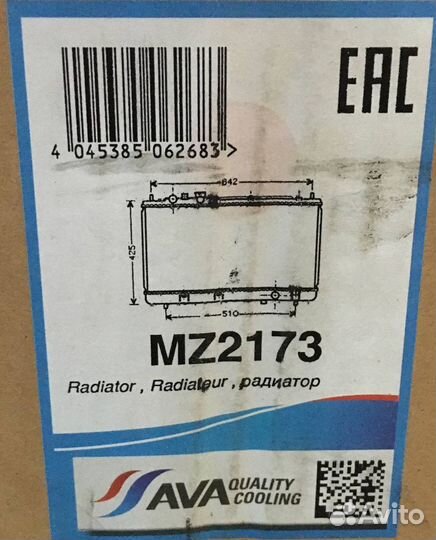 EAC
4 045385 062683>
642
425
510
MZ2173
Radiator , Radiateur , радиатор
AVA QUALITY
COOLING
Avito